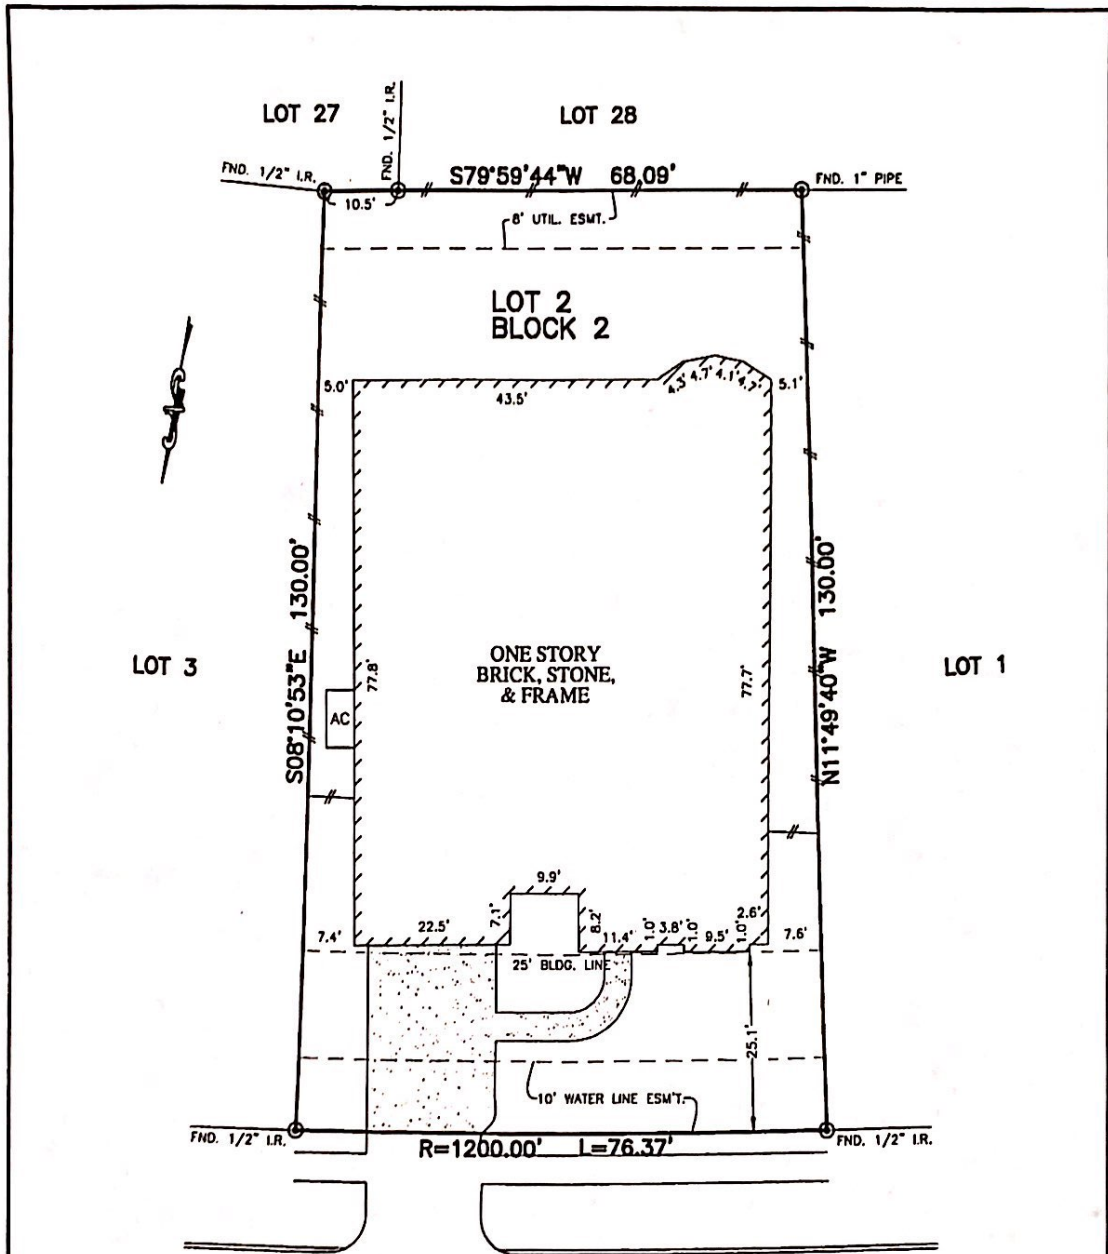 LOT 27
FND. 1/2" I.R.
LOT 28
FND. 1/2" I.R.
S79°59'44"W 68.09'
FND. 1" PIPE
10.5'
8' UTIL. ESMT.
LOT 2
BLOCK 2
5.0'
43.5'
4.3'
4.7'
4.1'
4.7'
5.1'
S08°10'53"E 130.00'
77.8'
ONE STORY
BRICK, STONE,
& FRAME
77.7'
N11°49'40"W 130.00'
LOT 3
LOT 1
AC
9.9'
7.4'
22.5'
7.1'
8.2'
11.4'
1.0'
3.8'
1.0'
9.5'
1.0'
2.6'
7.6'
25' BLDG. LINE
25.1'
10' WATER LINE ESM'T.
FND. 1/2" I.R.
R=1200.00' L=76.37'
FND. 1/2" I.R.